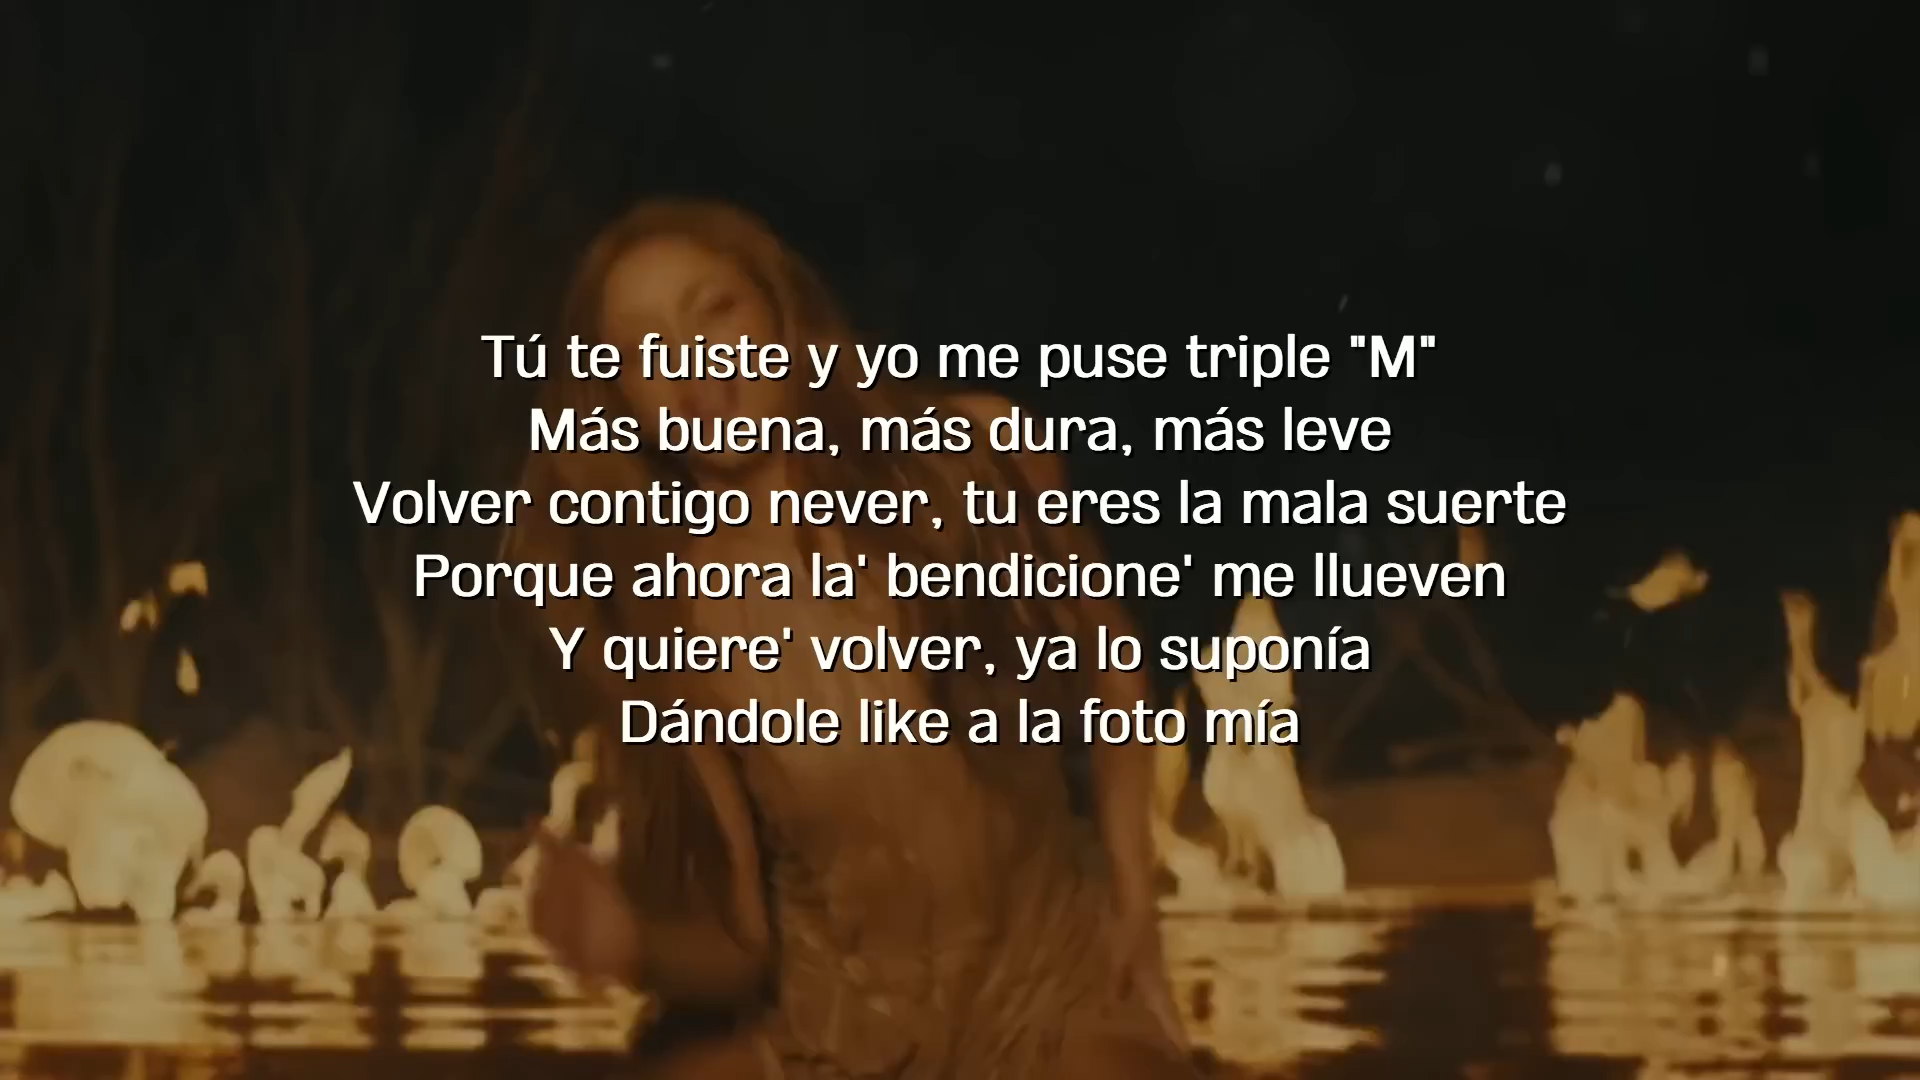 Tú te fuiste y yo me puse triple "M"
Más buena, más dura, más leve
Volver contigo never, tu eres la mala suerte
Porque ahora la' bendicione' me llueven
Y quiere' volver, ya lo suponía
Dándole like a la foto mía